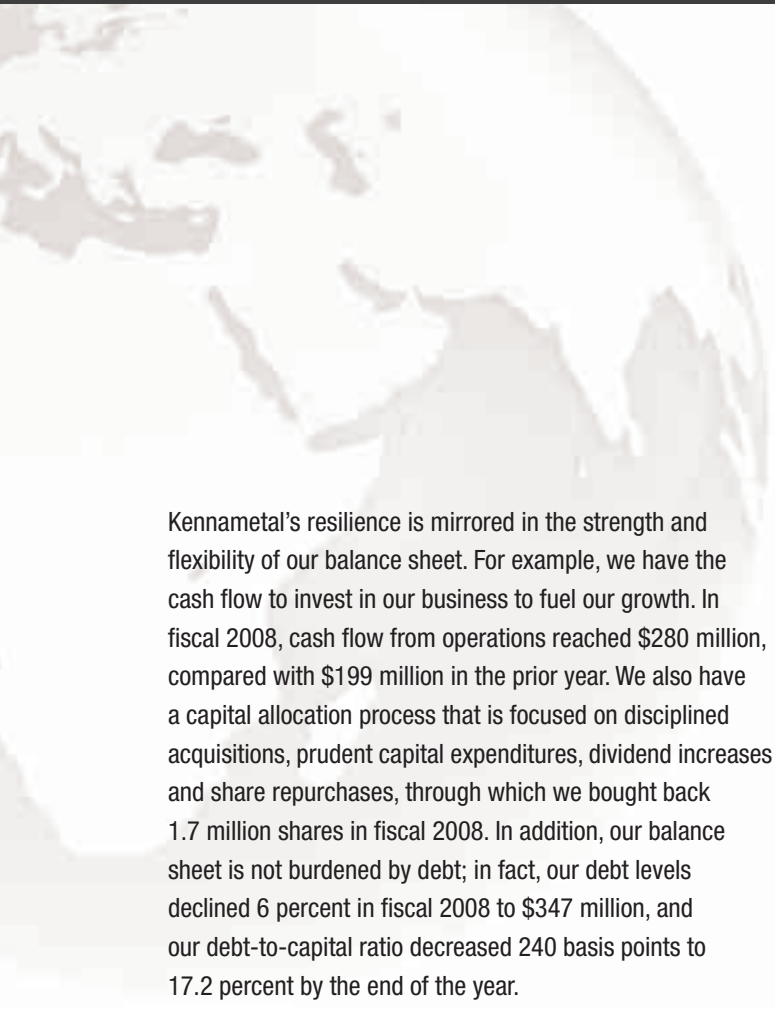 Kennametal’s resilience is mirrored in the strength and
flexibility of our balance sheet. For example, we have the
cash flow to invest in our business to fuel our growth. In
fiscal 2008, cash flow from operations reached $280 million,
compared with $199 million in the prior year. We also have
a capital allocation process that is focused on disciplined
acquisitions, prudent capital expenditures, dividend increases
and share repurchases, through which we bought back
1.7 million shares in fiscal 2008. In addition, our balance
sheet is not burdened by debt; in fact, our debt levels
declined 6 percent in fiscal 2008 to $347 million, and
our debt-to-capital ratio decreased 240 basis points to
17.2 percent by the end of the year.